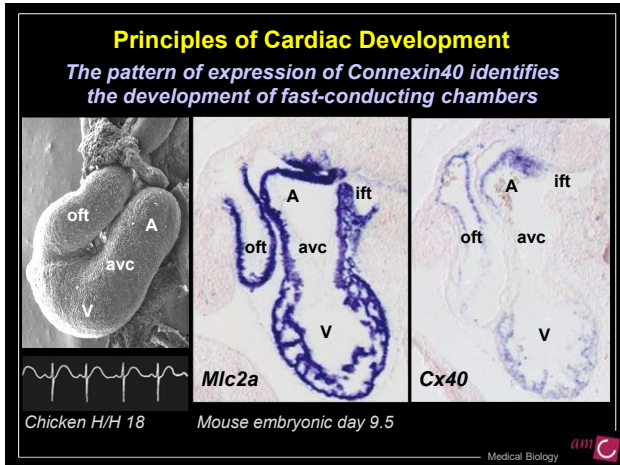 Principles of Cardiac Development
The pattern of expression of Connexin40 identifies
the development of fast-conducting chambers
oft
A
avc
V
A
ift
oft
avc
V
Mlc2a
A
ift
oft
avc
V
Cx40
Chicken H/H 18
Mouse embryonic day 9.5
Medical Biology
amC